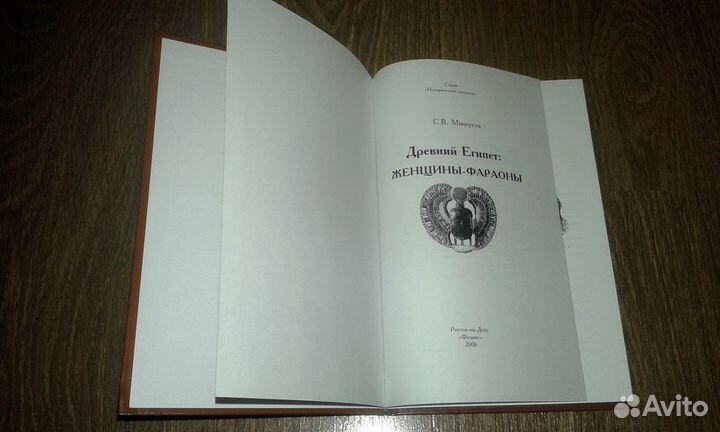 Серия
«Исторические силуэты»
С.В. Мишуста
Древний Египет:
ЖЕНЩИНЫ-ФАРАОНЫ
Ростов-на-Дону
«Феникс»
2006
Avito